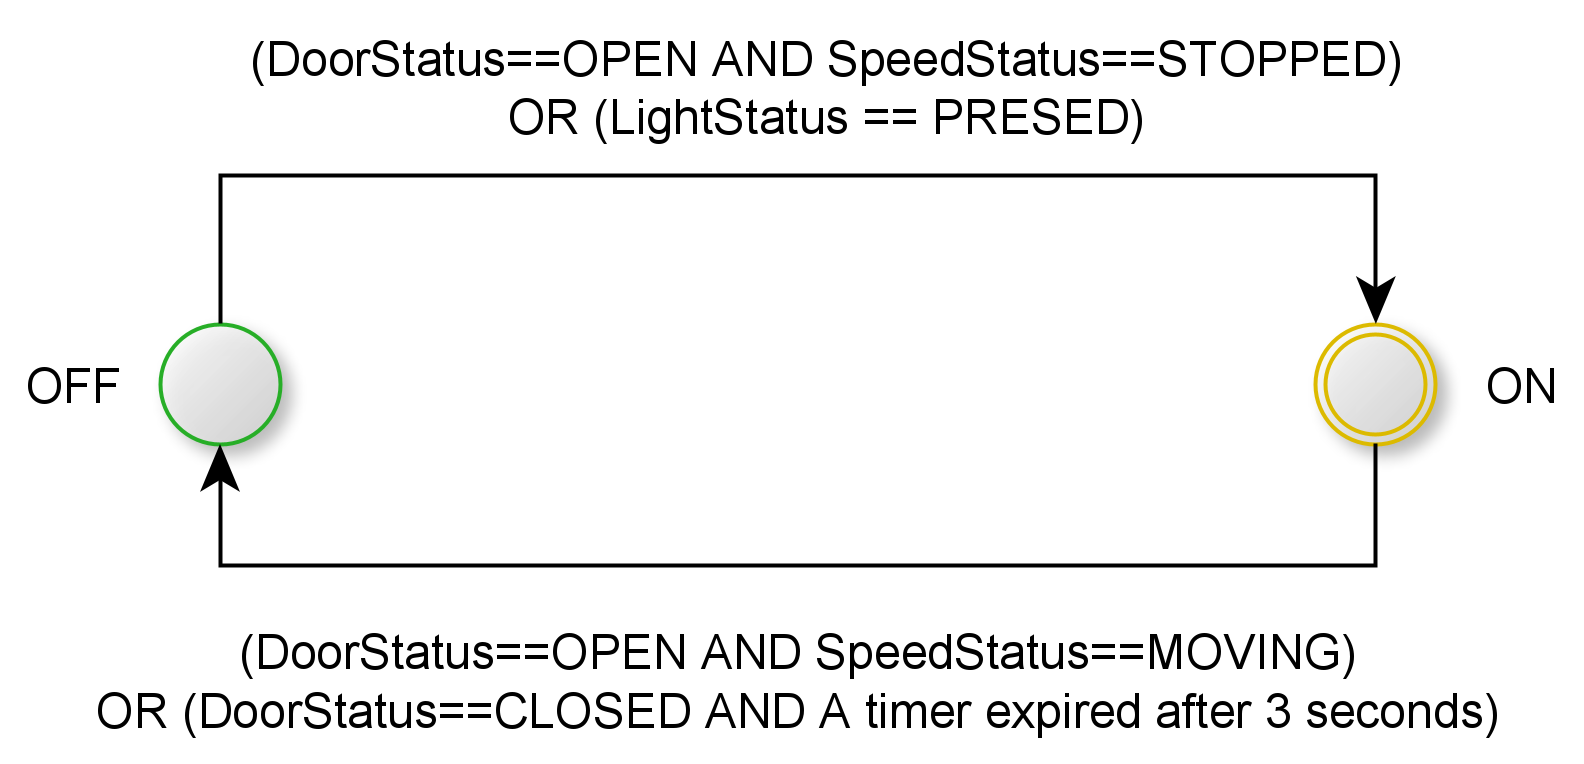 (DoorStatus==OPEN AND SpeedStatus==STOPPED)
OR (LightStatus == PRESED)
OFF
ON
(DoorStatus==OPEN AND SpeedStatus==MOVING)
OR (DoorStatus==CLOSED AND A timer expired after 3 seconds)